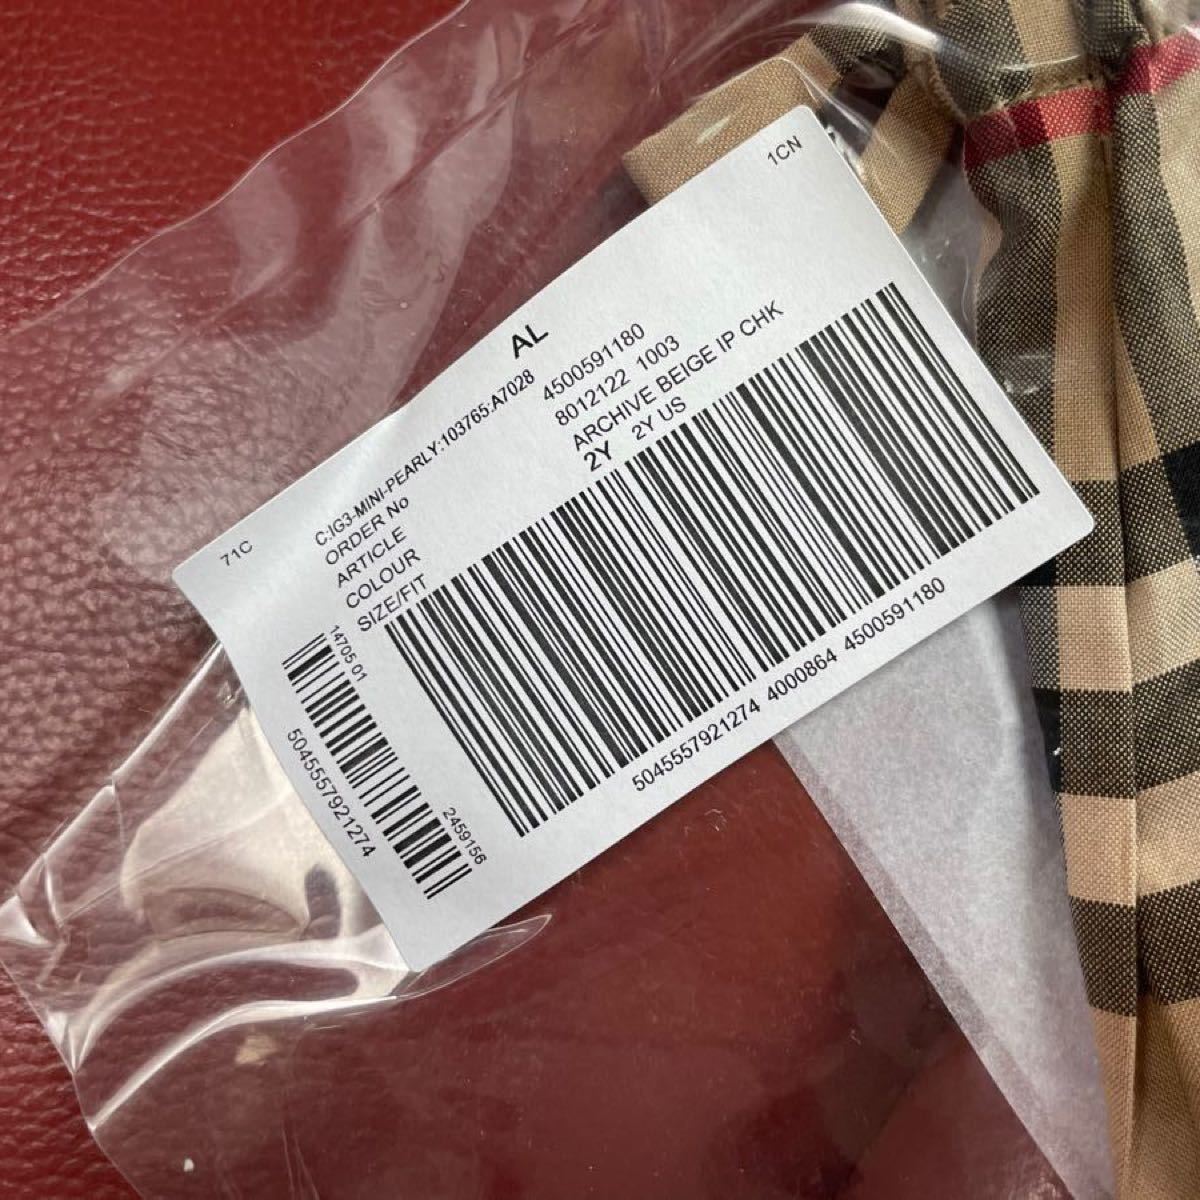 1CN
AL
71C
C:IG3-MINI-PEARLY:103765:A7028
ORDER No 4500591180
ARTICLE 8012122 1003
COLOUR ARCHIVE BEIGE IP CHK
SIZE/FIT 2Y 2Y US
14705 01
2459156
5045557921274
5045557921274 4000864 4500591180